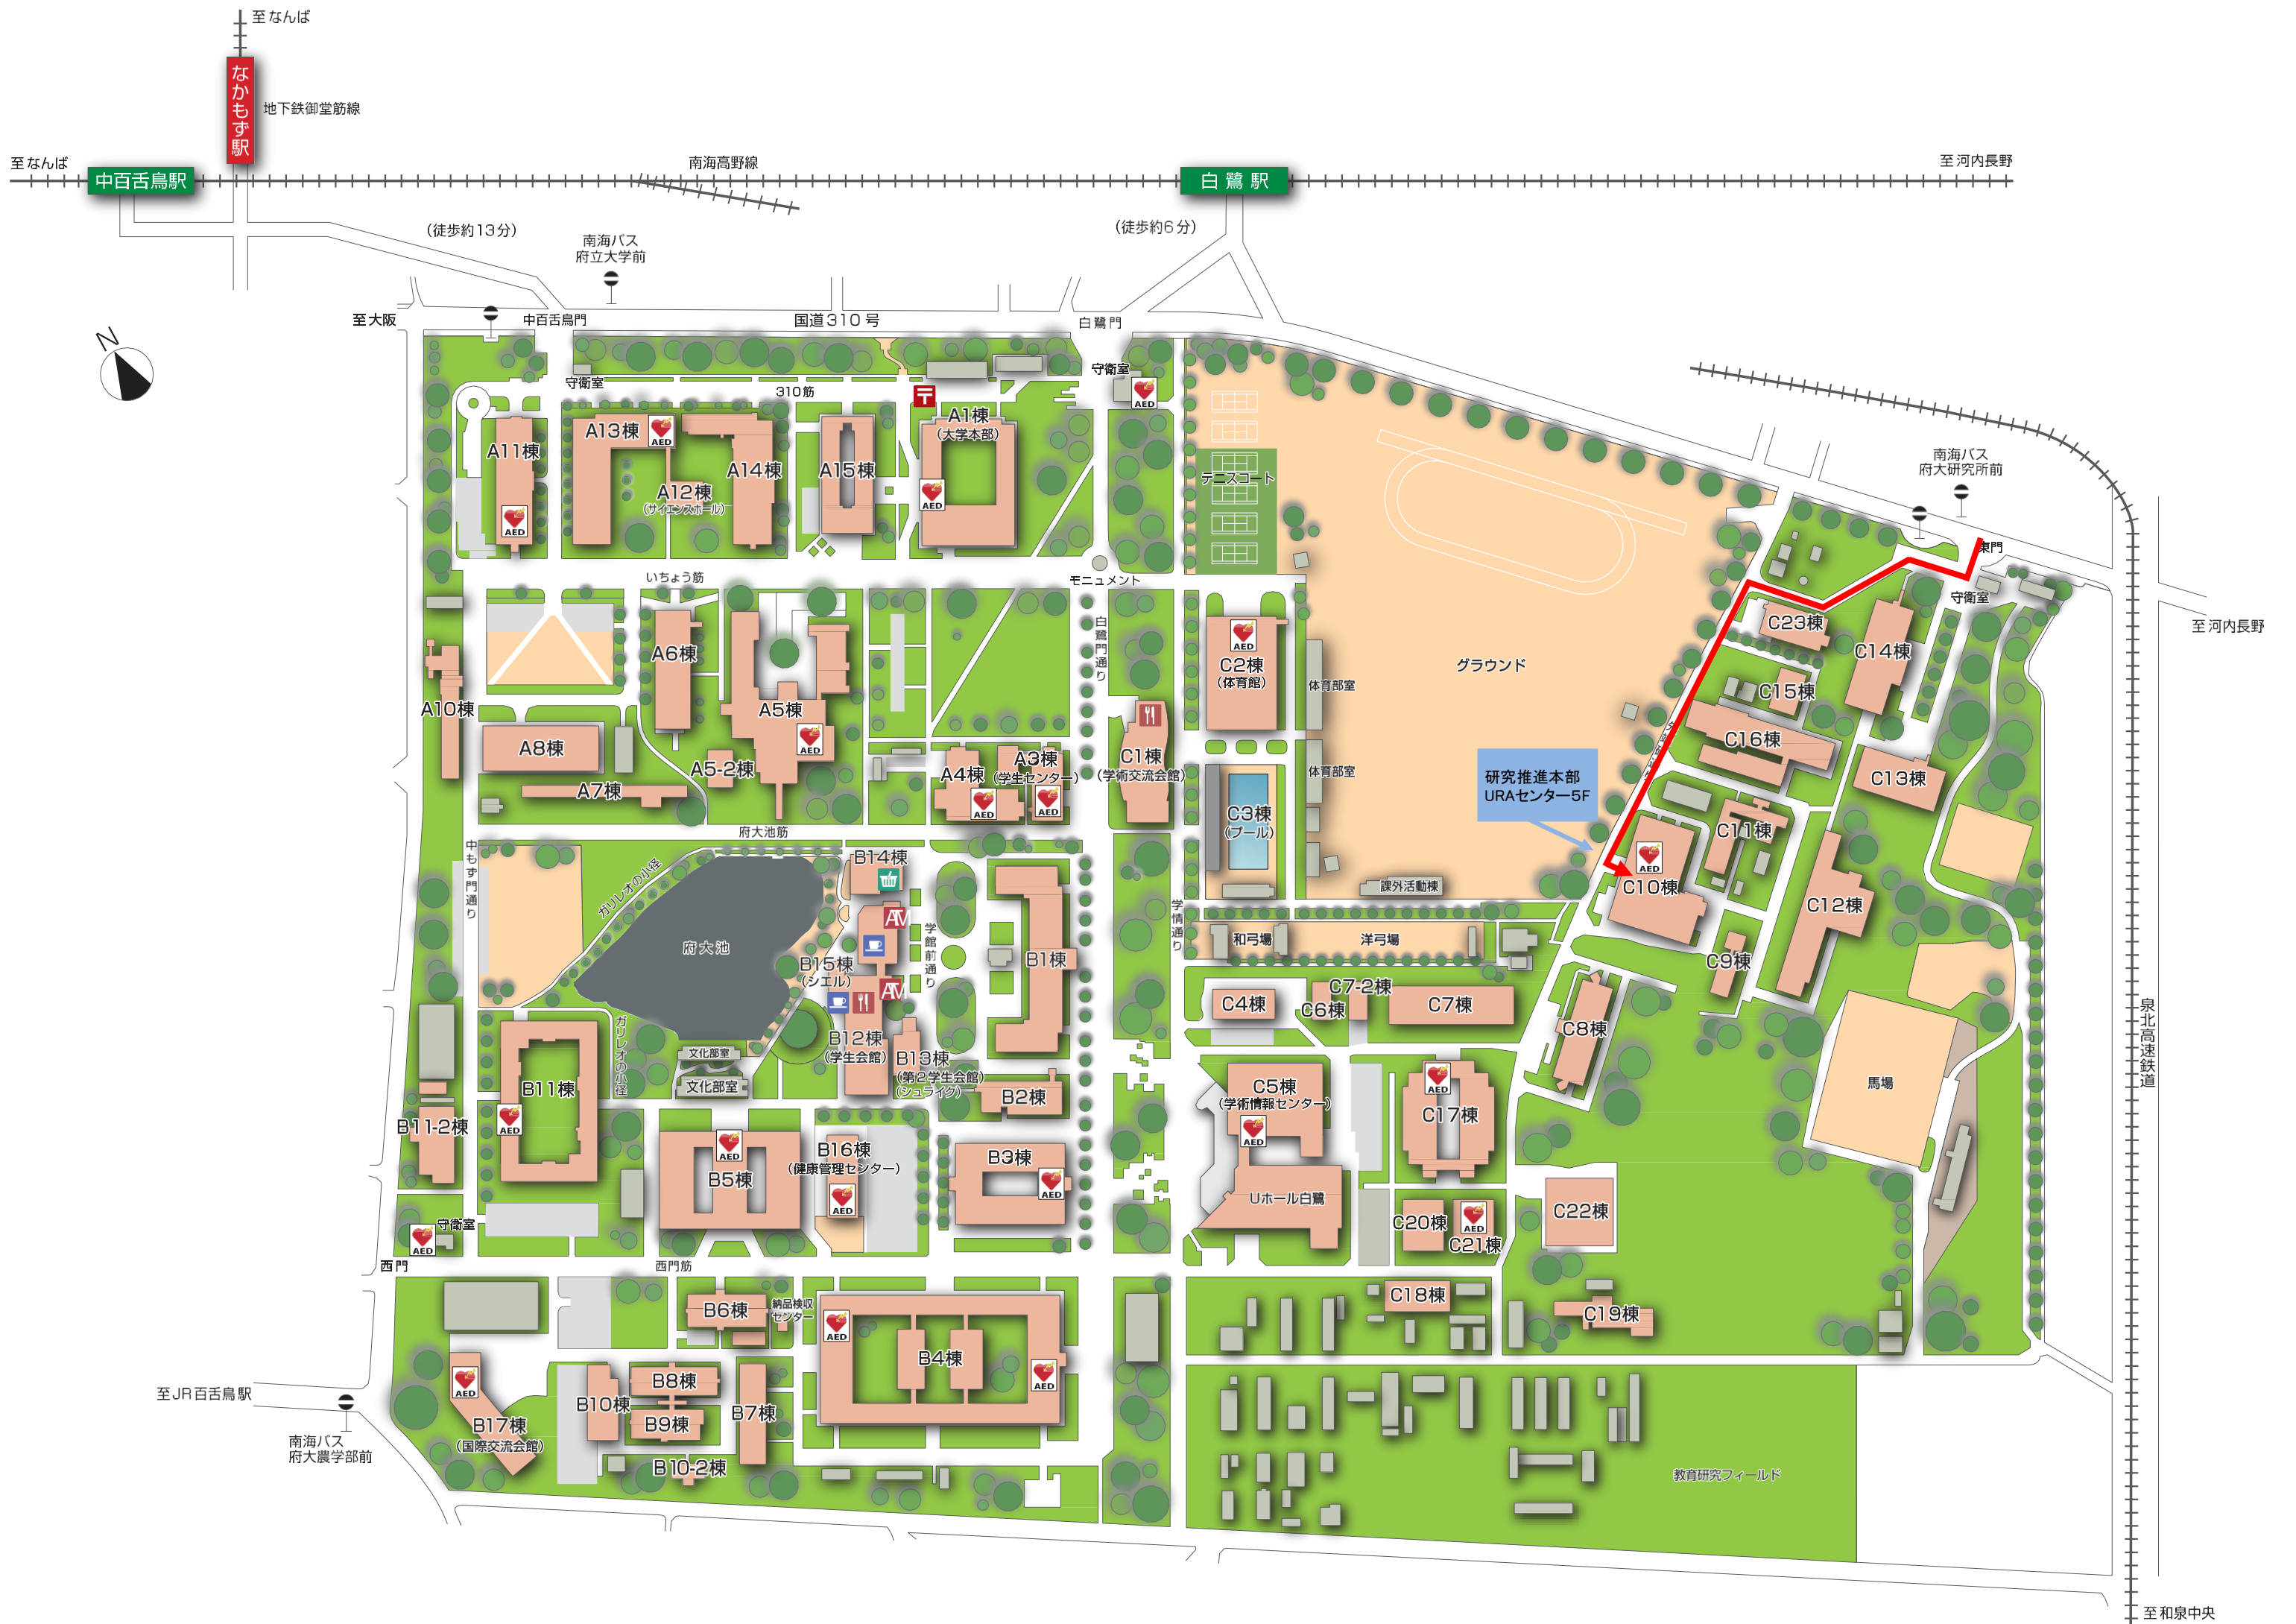 至なんば
なかもず駅
地下鉄御堂筋線
至なんば
中百舌鳥駅
南海高野線
白鷺駅
至河内長野
(徒歩約13分)
(徒歩約6分)
南海バス
府立大学前
至大阪
中百舌鳥門
国道310号
白鷺門
N
守衛室
310筋
守衛室
AED
A11棟
AED
A13棟
AED
A12棟
(サイエンスホール)
A14棟
A15棟
〒
A1棟
(大学本部)
AED
テニスコート
南海バス
府大研究所前
東門
守衛室
至河内長野
いちょう筋
モニュメント
白鷺門通り
A10棟
A8棟
A7棟
A6棟
A5棟
AED
A5-2棟
A4棟
AED
A3棟
(学生センター)
AED
C1棟
(学術交流会館)
AED
C2棟
(体育館)
体育部室
体育部室
C3棟
(プール)
グラウンド
研究推進本部
URAセンター5F
C23棟
C14棟
C15棟
C16棟
C13棟
C11棟
AED
C10棟
C12棟
C9棟
課外活動棟
府大池筋
中もず門通り
ガリレオの小径
府大池
B14棟
ATM
B15棟
(シエル)
学館前通り
ATM
B12棟
(学生会館)
B13棟
(第2学生会館)
(シュライク)
B1棟
B2棟
学情通り
和弓場
洋弓場
C4棟
C6棟
C7-2棟
C7棟
C8棟
馬場
泉北高速鉄道
ガリレオの小径
文化部室
文化部室
B11棟
AED
B11-2棟
AED
B5棟
B16棟
(健康管理センター)
AED
B3棟
AED
C5棟
(学術情報センター)
AED
Uホール白鷺
AED
C17棟
C20棟
AED
C21棟
C22棟
守衛室
AED
西門
西門筋
B6棟
納品検収
センター
AED
B4棟
AED
C18棟
C19棟
至JR百舌鳥駅
南海バス
府大農学部前
AED
B17棟
(国際交流会館)
B10棟
B8棟
B9棟
B7棟
B10-2棟
教育研究フィールド
至和泉中央